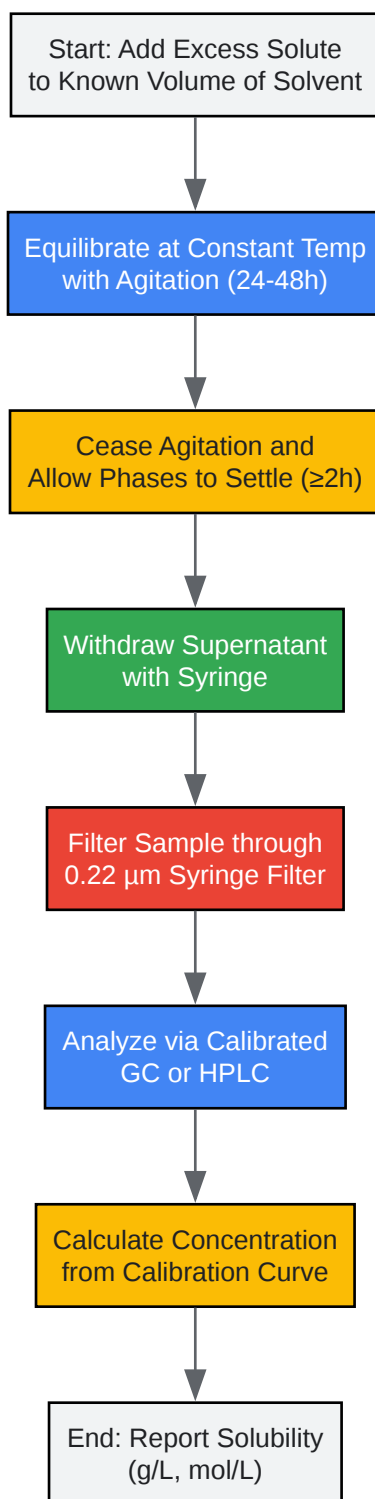 Start: Add Excess Solute
to Known Volume of Solvent
Equilibrate at Constant Temp
with Agitation (24-48h)
Cease Agitation and
Allow Phases to Settle (≥2h)
Withdraw Supernatant
with Syringe
Filter Sample through
0.22 µm Syringe Filter
Analyze via Calibrated
GC or HPLC
Calculate Concentration
from Calibration Curve
End: Report Solubility
(g/L, mol/L)